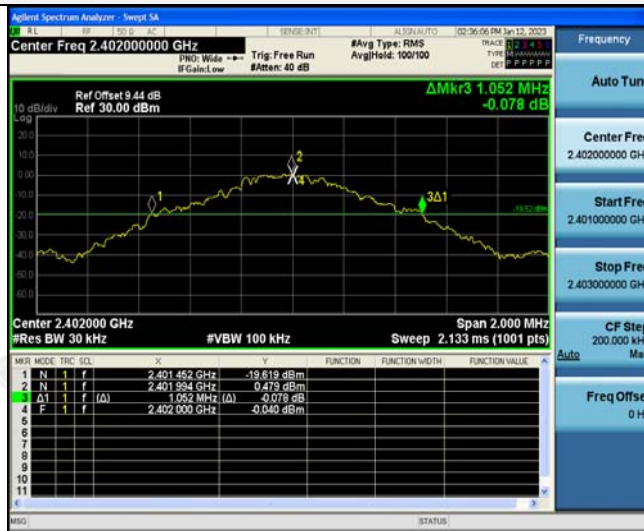 Agilent Spectrum Analyzer - Swept SA
RL RF 50 Ω AC SENSE:INT ALIGN AUTO 02:36:06 PM Jan 12, 2023
Center Freq 2.402000000 GHz
PNO: Wide
IFGain:Low
Trig: Free Run
#Atten: 40 dB
#Avg Type: RMS
Avg|Hold: 100/100
TRACE 1 2 3 4 5 6
TYPE
DET P P P P P P
Ref Offset 9.44 dB
Ref 30.00 dBm
10 dB/div
Log
ΔMkr3 1.052 MHz
-0.078 dB
20.0
10.0
0.00
-10.0
-20.0
-30.0
-40.0
-50.0
-60.0
1
2
4
3Δ1
-19.52 dBm
Center 2.402000 GHz
#Res BW 30 kHz
#VBW 100 kHz
Span 2.000 MHz
Sweep 2.133 ms (1001 pts)
MKR MODE TRC SCL X Y FUNCTION FUNCTION WIDTH FUNCTION VALUE
1 N 1 f 2.401 452 GHz -19.619 dBm
2 N 1 f 2.401 994 GHz 0.479 dBm
3 Δ1 1 f (Δ) 1.052 MHz (Δ) -0.078 dB
4 F 1 f 2.402 000 GHz -0.040 dBm
5
6
7
8
9
10
11
MSG STATUS
Frequency
Auto Tun
Center Fre
2.402000000 GH
Start Fre
2.401000000 GH
Stop Fre
2.403000000 GH
CF Step
200.000 kH
Auto Ma
Freq Offse
0 H